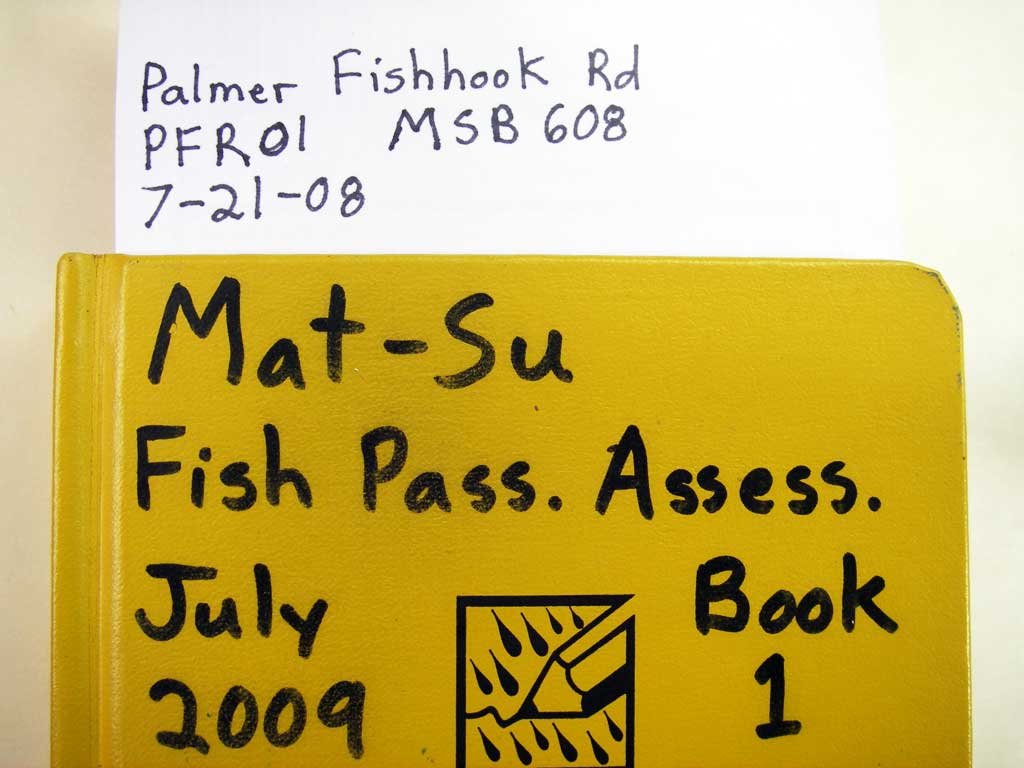 Palmer Fishhook Rd
PFR01 MSB 608
7-21-08
Mat-Su
Fish Pass. Assess.
July 2009
Book 1